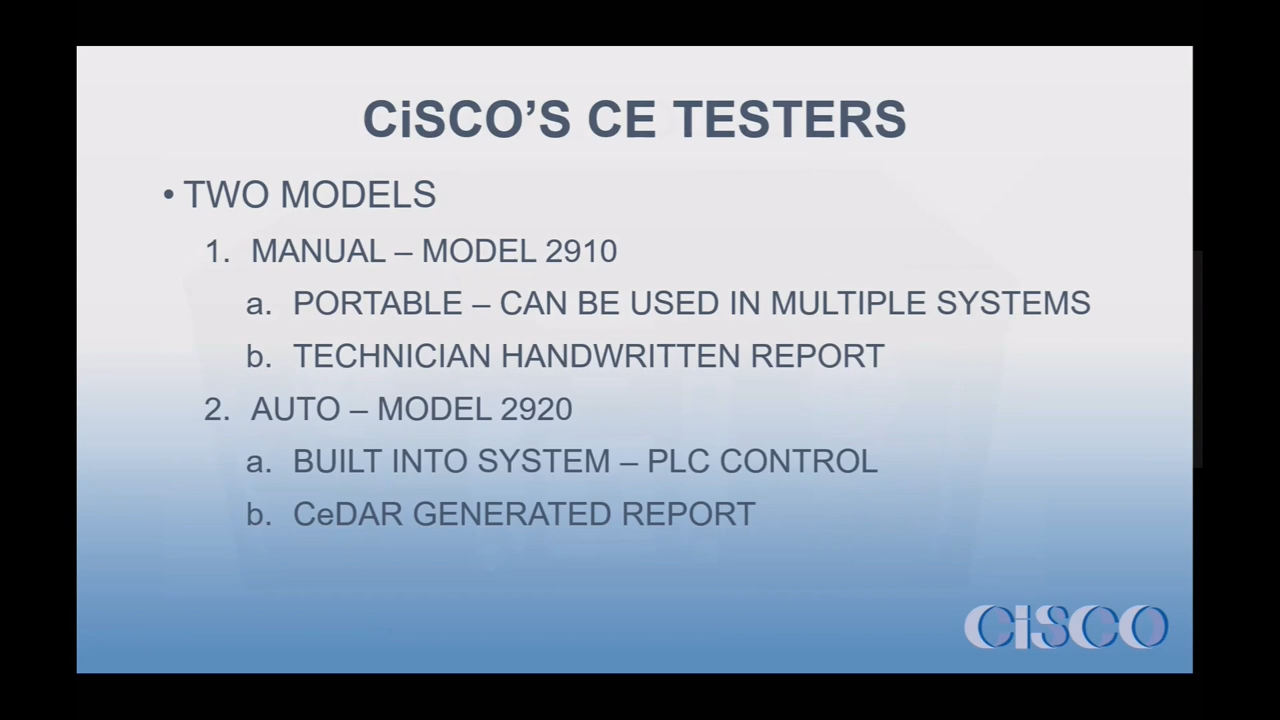 CiSCO’S CE TESTERS
• TWO MODELS
1. MANUAL – MODEL 2910
a. PORTABLE – CAN BE USED IN MULTIPLE SYSTEMS
b. TECHNICIAN HANDWRITTEN REPORT
2. AUTO – MODEL 2920
a. BUILT INTO SYSTEM – PLC CONTROL
b. CeDAR GENERATED REPORT
CiSCO